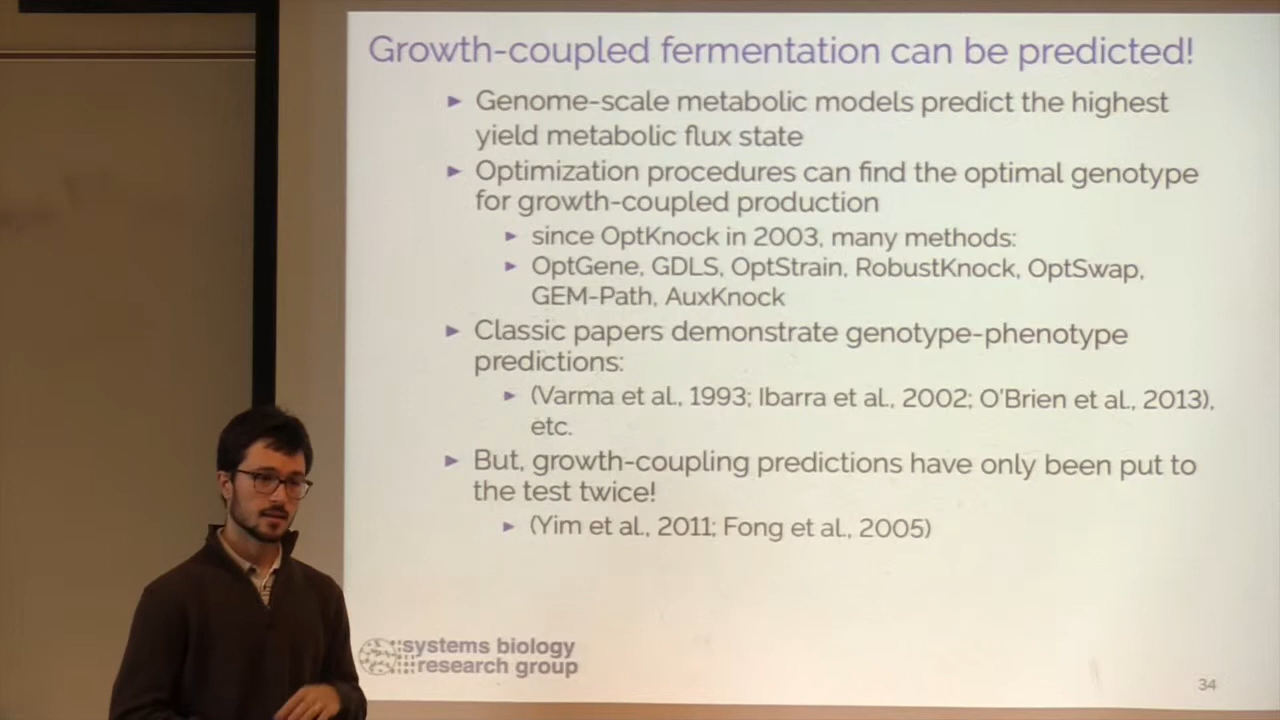 Growth-coupled fermentation can be predicted!
Genome-scale metabolic models predict the highest
yield metabolic flux state
Optimization procedures can find the optimal genotype
for growth-coupled production
since OptKnock in 2003, many methods:
OptGene, GDLS, OptStrain, RobustKnock, OptSwap,
GEM-Path, AuxKnock
Classic papers demonstrate genotype-phenotype
predictions:
(Varma et al., 1993; Ibarra et al., 2002; O'Brien et al., 2013),
etc.
But, growth-coupling predictions have only been put to
the test twice!
(Yim et al., 2011; Fong et al., 2005)
systems biology
research group
34